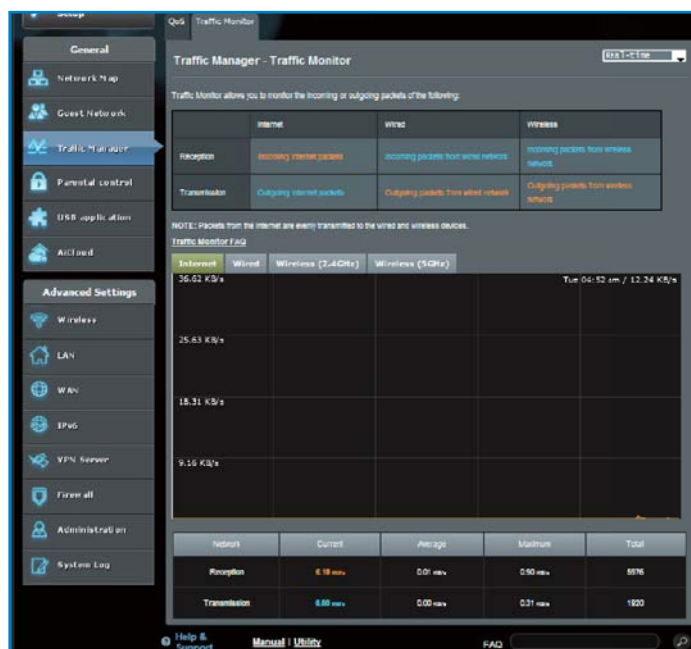 Setup
QoS Traffic Monitor
General
Network Map
Guest Network
Traffic Manager
Parental control
USB application
AiCloud
Advanced Settings
Wireless
LAN
WAN
IPv6
VPN Server
Firewall
Administration
System Log
Traffic Manager - Traffic Monitor
Real-time
Traffic Monitor allows you to monitor the incoming or outgoing packets of the following:
Internet Wired Wireless
Reception Incoming internet packets Incoming packets from wired network Incoming packets from wireless network
Transmission Outgoing internet packets Outgoing packets from wired network Outgoing packets from wireless network
NOTE: Packets from the internet are evenly transmitted to the wired and wireless devices.
Traffic Monitor FAQ
Internet Wired Wireless (2.4GHz) Wireless (5GHz)
36.62 KB/s
Tue 04:52 am / 12.24 KB/s
25.63 KB/s
18.31 KB/s
9.16 KB/s
Network Current Average Maximum Total
Reception 0.01 0.90 5576
Transmission 0.00 0.00 0.31 1920
Help & Support
Manual | Utility
FAQ